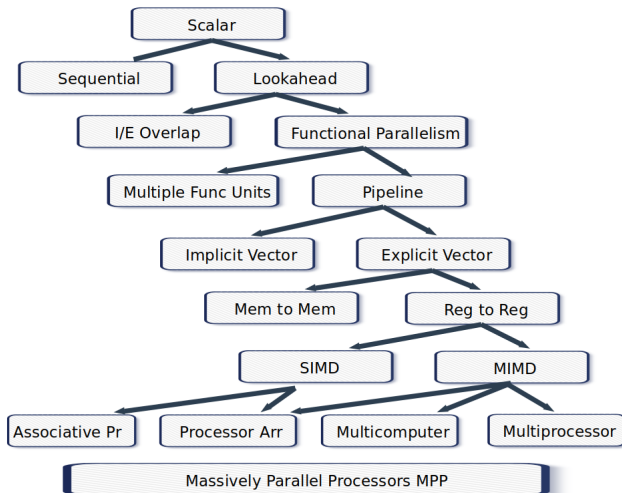 Scalar
Sequential
Lookahead
I/E Overlap
Functional Parallelism
Multiple Func Units
Pipeline
Implicit Vector
Explicit Vector
Mem to Mem
Reg to Reg
SIMD
MIMD
Associative Pr
Processor Arr
Multicomputer
Multiprocessor
Massively Parallel Processors MPP